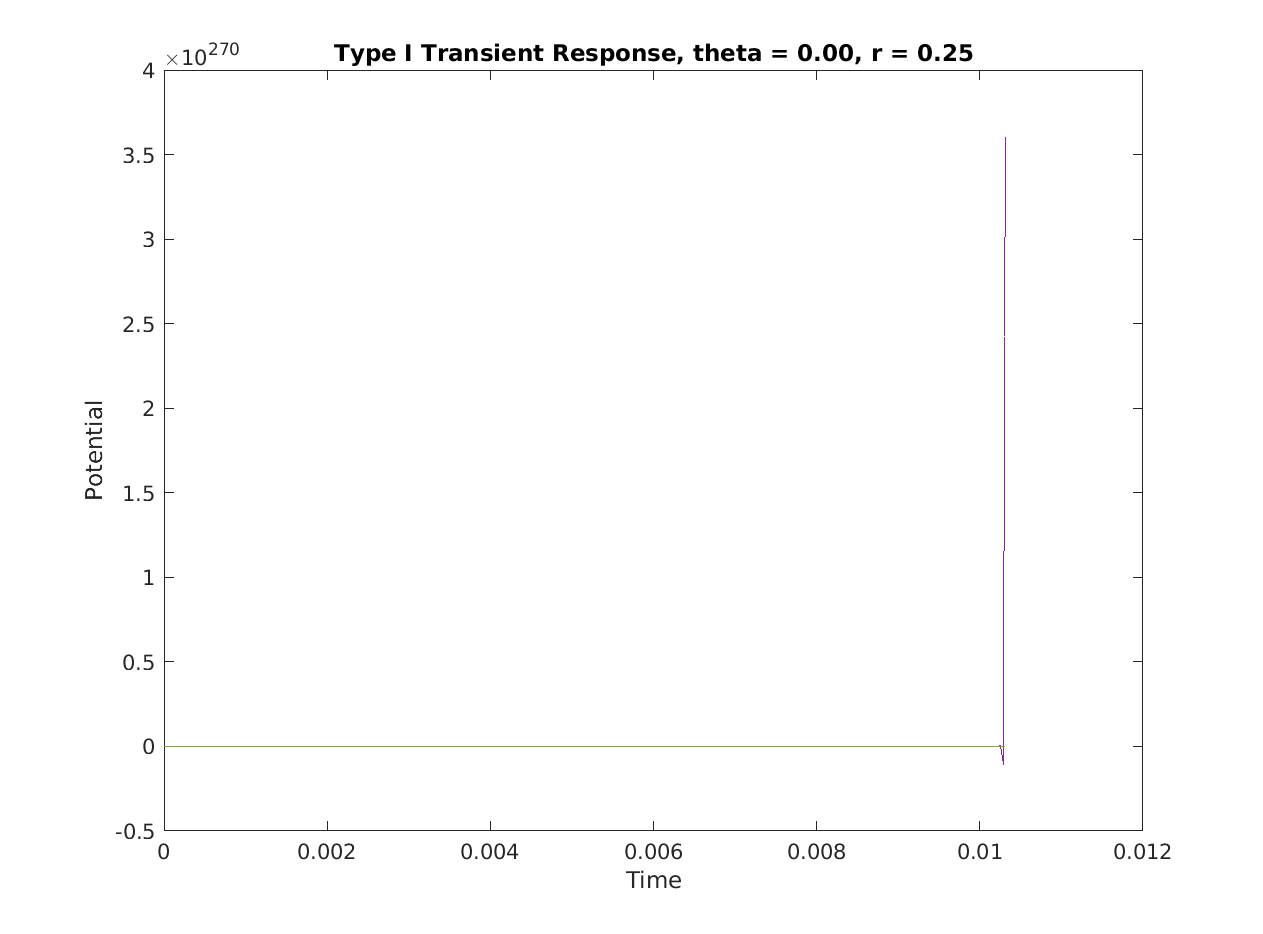 ×10^270
Type I Transient Response, theta = 0.00, r = 0.25
4
3.5
3
2.5
2
1.5
1
0.5
0
-0.5
Potential
0 0.002 0.004 0.006 0.008 0.01 0.012
Time